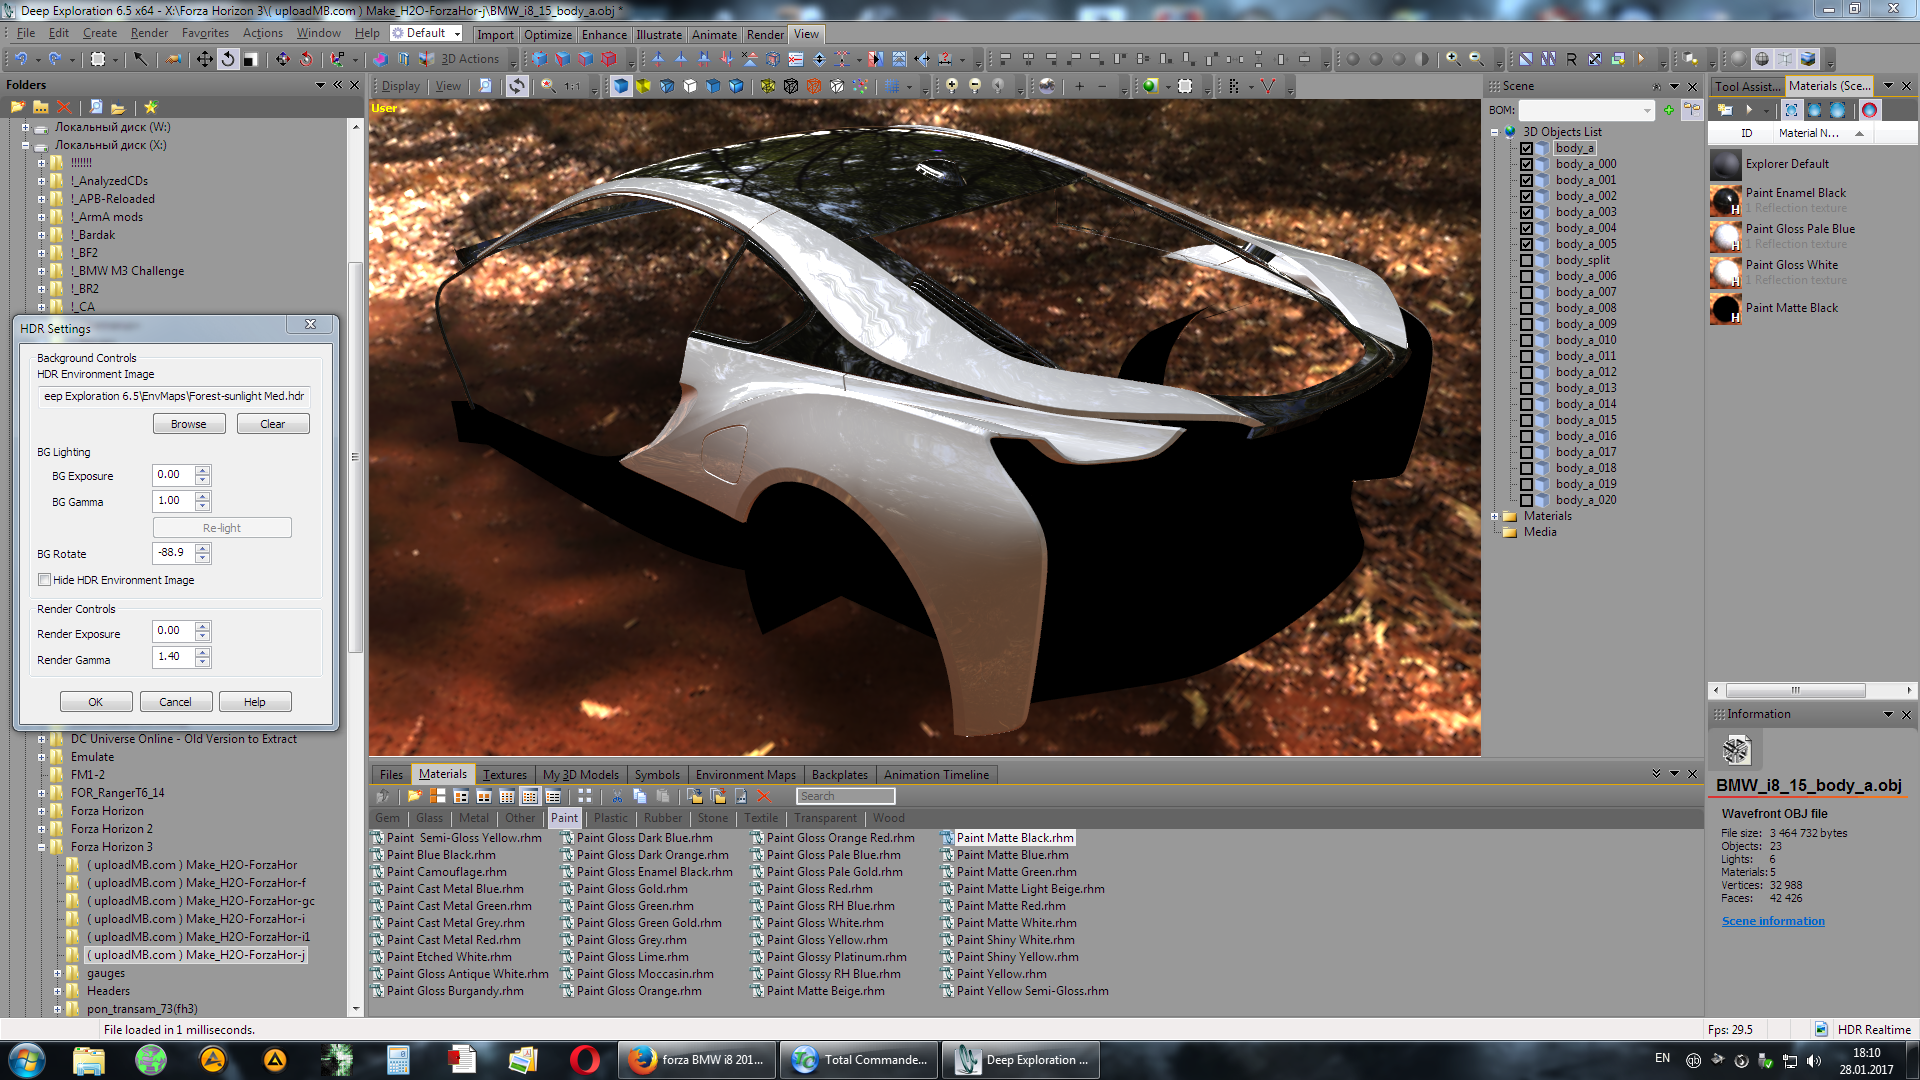 Deep Exploration 6.5 x64 - X:\Forza Horizon 3\( uploadMB.com ) Make_H2O-ForzaHor-j\BMW_i8_15_body_a.obj *
File Edit Create Render Favorites Actions Window Help Default Import Optimize Enhance Illustrate Animate Render View
3D Actions
Folders
Display View 1:1
Локальный диск (W:)
Локальный диск (X:)
!!!!!!!
!_AnalyzedCDs
!_APB-Reloaded
!_ArmA mods
!_Bardak
!_BF2
!_BMW M3 Challenge
!_BR2
!_CA
HDR Settings
Background Controls
HDR Environment Image
eep Exploration 6.5\EnvMaps\Forest-sunlight Med.hdr
Browse Clear
BG Lighting
BG Exposure 0.00
BG Gamma 1.00
Re-light
BG Rotate -88.9
Hide HDR Environment Image
Render Controls
Render Exposure 0.00
Render Gamma 1.40
OK Cancel Help
DC Universe Online - Old Version to Extract
Emulate
FM1-2
FOR_RangerT6_14
Forza Horizon
Forza Horizon 2
Forza Horizon 3
( uploadMB.com ) Make_H2O-ForzaHor
( uploadMB.com ) Make_H2O-ForzaHor-f
( uploadMB.com ) Make_H2O-ForzaHor-gc
( uploadMB.com ) Make_H2O-ForzaHor-i
( uploadMB.com ) Make_H2O-ForzaHor-i1
( uploadMB.com ) Make_H2O-ForzaHor-j
gauges
Headers
pon_transam_73(fh3)
User
Scene
BOM:
3D Objects List
body_a
body_a_000
body_a_001
body_a_002
body_a_003
body_a_004
body_a_005
body_split
body_a_006
body_a_007
body_a_008
body_a_009
body_a_010
body_a_011
body_a_012
body_a_013
body_a_014
body_a_015
body_a_016
body_a_017
body_a_018
body_a_019
body_a_020
Materials
Media
Tool Assist... Materials (Sce...
ID Material N...
Explorer Default
Paint Enamel Black
1 Reflection texture
Paint Gloss Pale Blue
1 Reflection texture
Paint Gloss White
1 Reflection texture
Paint Matte Black
Information
BMW_i8_15_body_a.obj
Wavefront OBJ file
File size: 3 464 732 bytes
Objects: 23
Lights: 6
Materials: 5
Vertices: 32 988
Faces: 42 426
Scene information
Files Materials Textures My 3D Models Symbols Environment Maps Backplates Animation Timeline
Search
Gem Glass Metal Other Paint Plastic Rubber Stone Textile Transparent Wood
Paint Semi-Gloss Yellow.rhm Paint Gloss Dark Blue.rhm Paint Gloss Orange Red.rhm Paint Matte Black.rhm
Paint Blue Black.rhm Paint Gloss Dark Orange.rhm Paint Gloss Pale Blue.rhm Paint Matte Blue.rhm
Paint Camouflage.rhm Paint Gloss Enamel Black.rhm Paint Gloss Pale Gold.rhm Paint Matte Green.rhm
Paint Cast Metal Blue.rhm Paint Gloss Gold.rhm Paint Gloss Red.rhm Paint Matte Light Beige.rhm
Paint Cast Metal Green.rhm Paint Gloss Green.rhm Paint Gloss RH Blue.rhm Paint Matte Red.rhm
Paint Cast Metal Grey.rhm Paint Gloss Green Gold.rhm Paint Gloss White.rhm Paint Matte White.rhm
Paint Cast Metal Red.rhm Paint Gloss Grey.rhm Paint Gloss Yellow.rhm Paint Shiny White.rhm
Paint Etched White.rhm Paint Gloss Lime.rhm Paint Glossy Platinum.rhm Paint Shiny Yellow.rhm
Paint Gloss Antique White.rhm Paint Gloss Moccasin.rhm Paint Glossy RH Blue.rhm Paint Yellow.rhm
Paint Gloss Burgandy.rhm Paint Gloss Orange.rhm Paint Matte Beige.rhm Paint Yellow Semi-Gloss.rhm
File loaded in 1 milliseconds.
Fps: 29.5 HDR Realtime
forza BMW i8 201... Total Commande... Deep Exploration ...
EN
18:10
28.01.2017